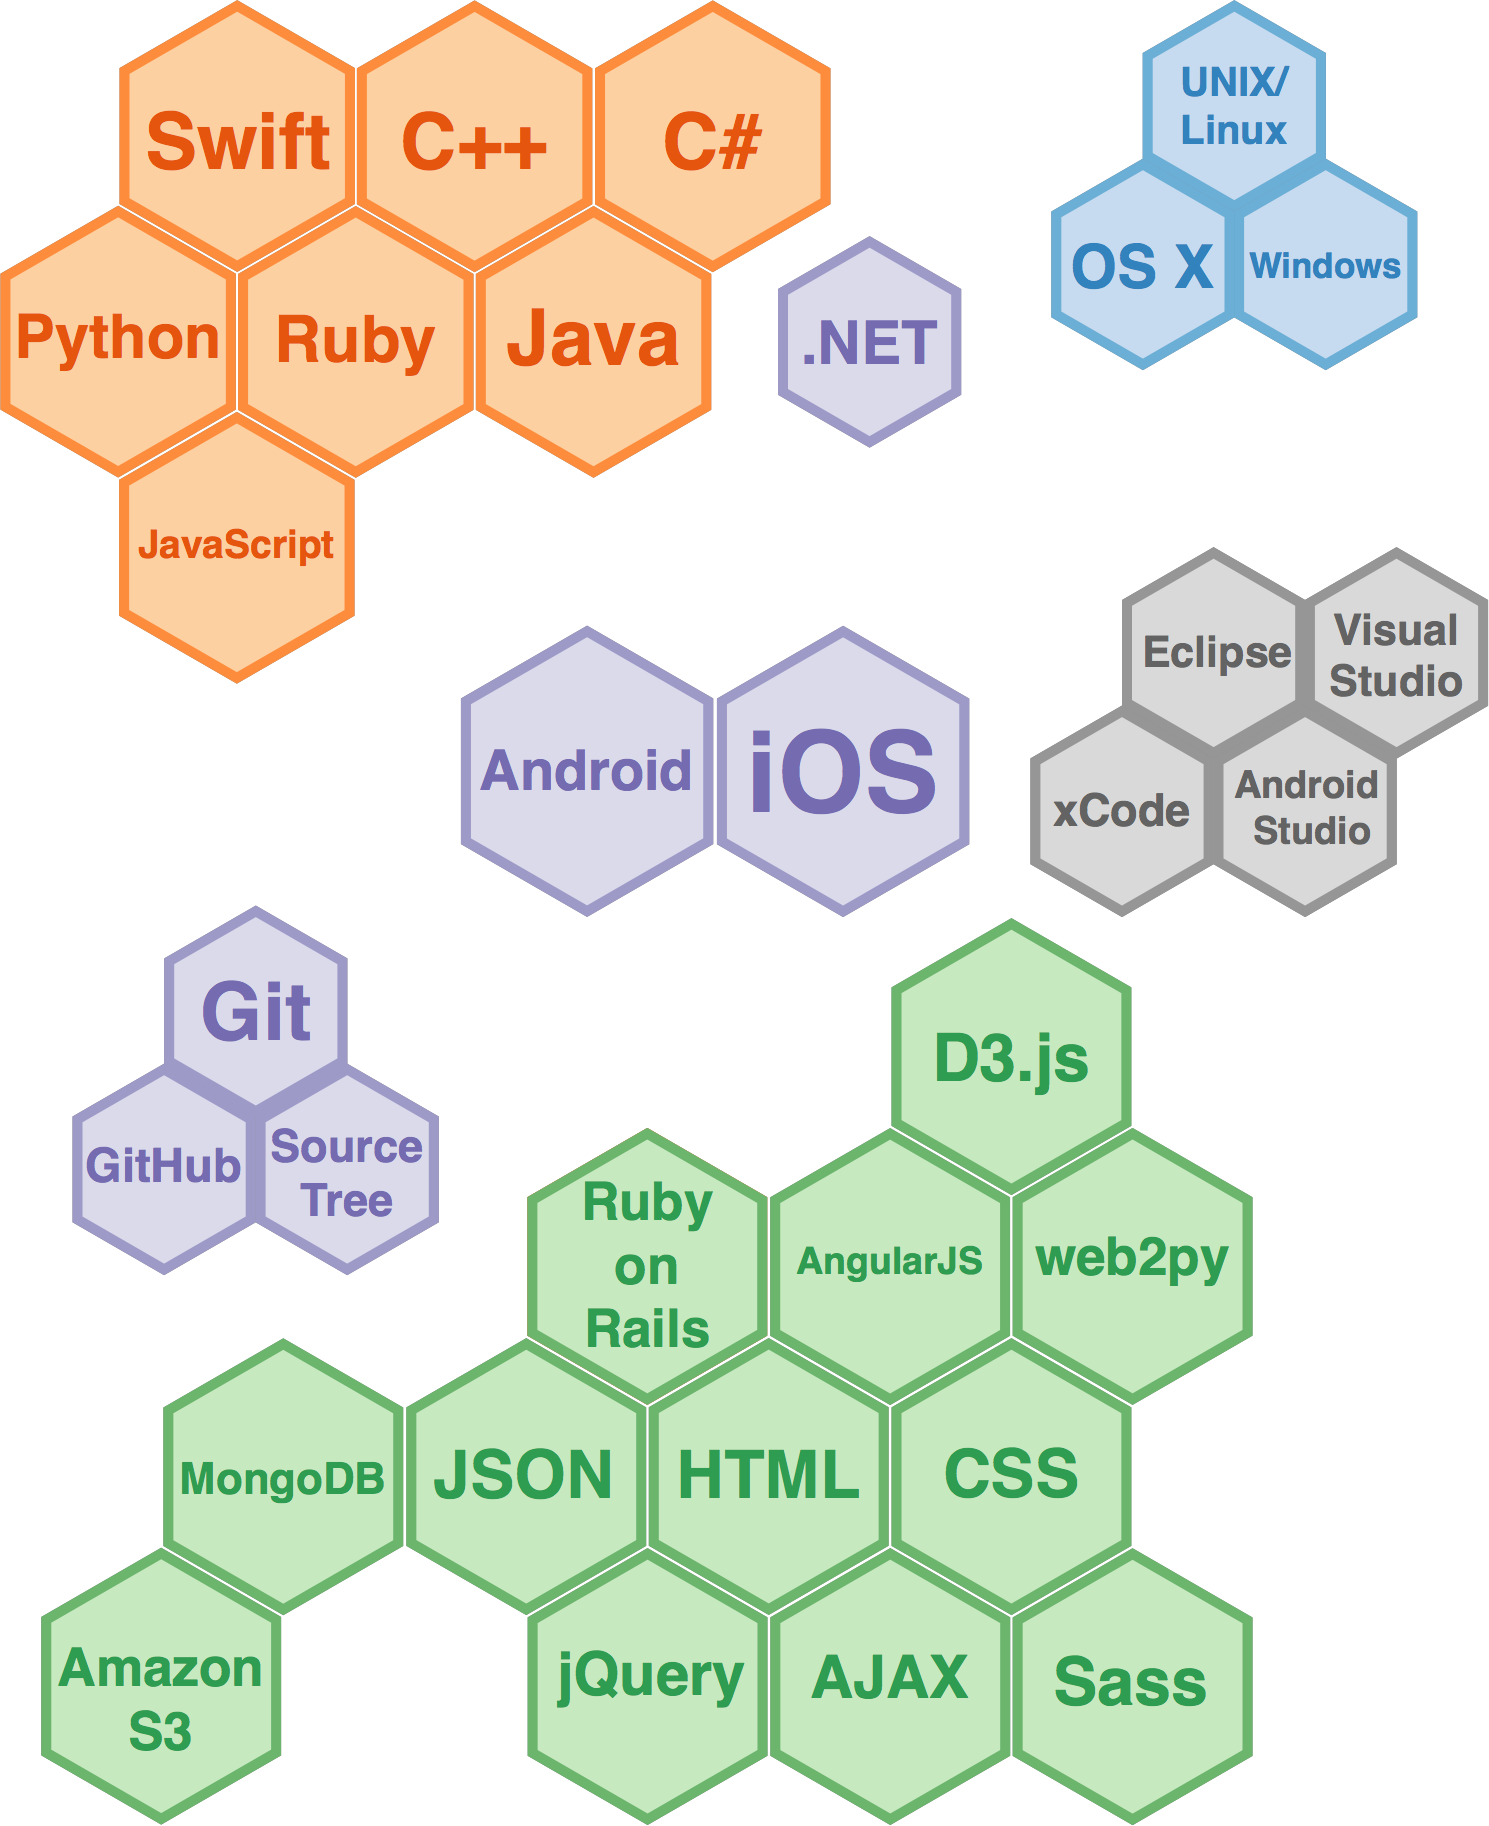 Swift
C++
C#
UNIX/
Linux
Python
Ruby
Java
.NET
OS X
Windows
JavaScript
Eclipse
Visual
Studio
Android
iOS
xCode
Android
Studio
Git
GitHub
Source
Tree
D3.js
Ruby
on
Rails
AngularJS
web2py
MongoDB
JSON
HTML
CSS
Amazon
S3
jQuery
AJAX
Sass